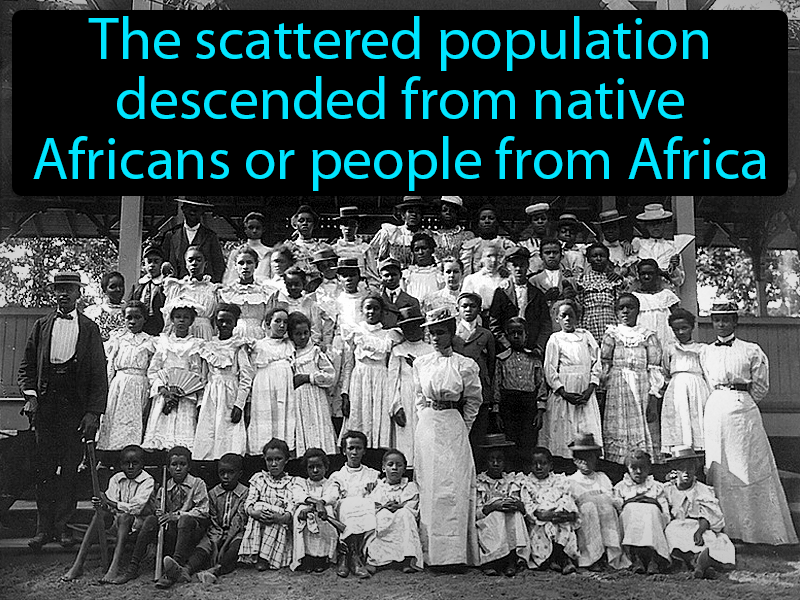 The scattered population
descended from native
Africans or people from Africa